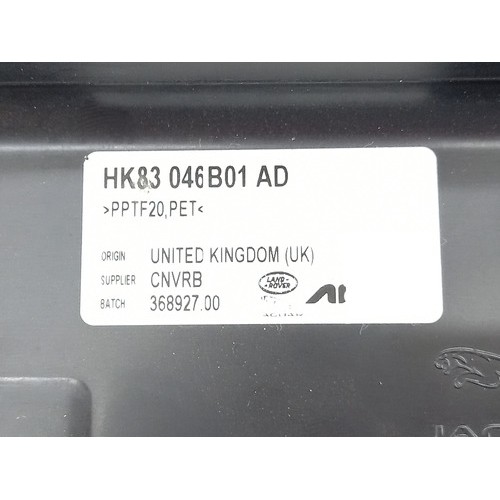 HK83 046B01 AD
>PPTF20,PET<
ORIGIN UNITED KINGDOM (UK)
SUPPLIER CNVRB
BATCH 368927.00
LAND-
ROVER